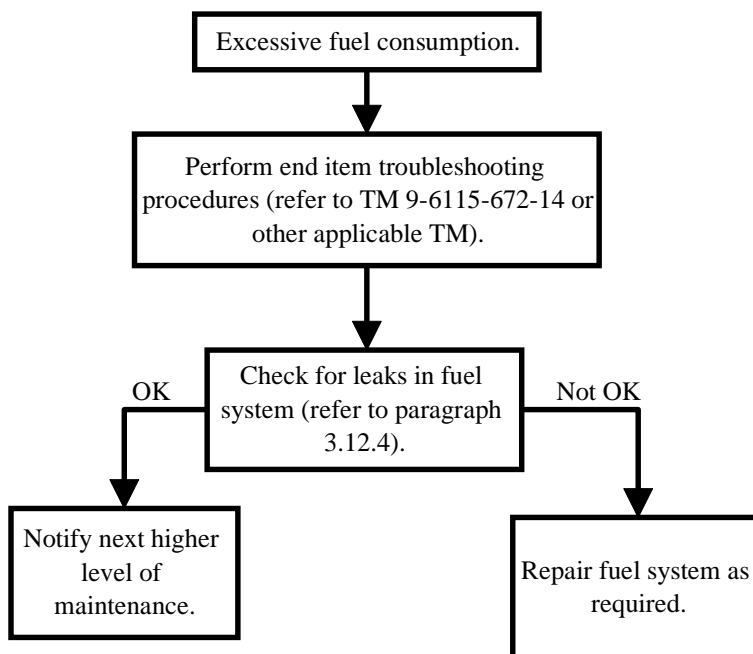 Excessive fuel consumption.
Perform end item troubleshooting
procedures (refer to TM 9-6115-672-14 or
other applicable TM).
Check for leaks in fuel
system (refer to paragraph
3.12.4).
OK
Not OK
Notify next higher
level of
maintenance.
Repair fuel system as
required.